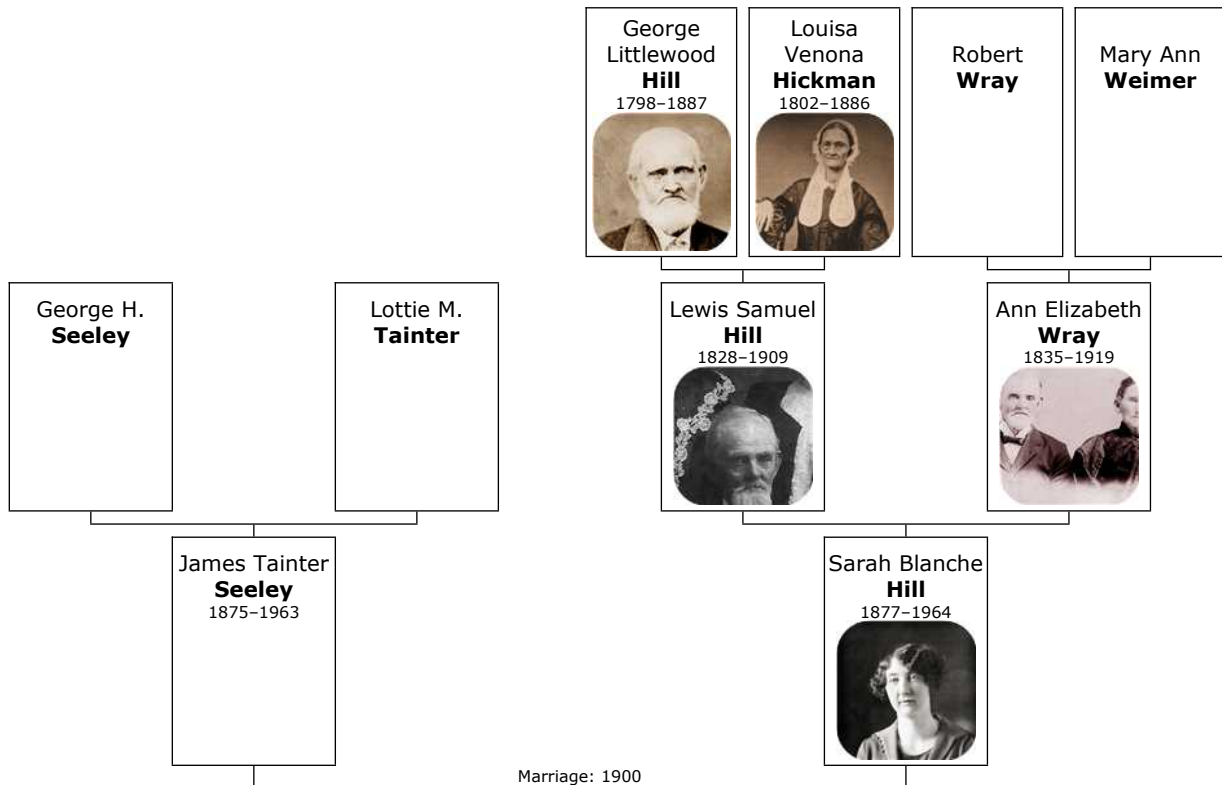 George
Littlewood
Hill
1798–1887
Louisa
Venona
Hickman
1802–1886
Robert
Wray
Mary Ann
Weimer
George H.
Seeley
Lottie M.
Tainter
Lewis Samuel
Hill
1828–1909
Ann Elizabeth
Wray
1835–1919
James Tainter
Seeley
1875–1963
Sarah Blanche
Hill
1877–1964
Marriage: 1900